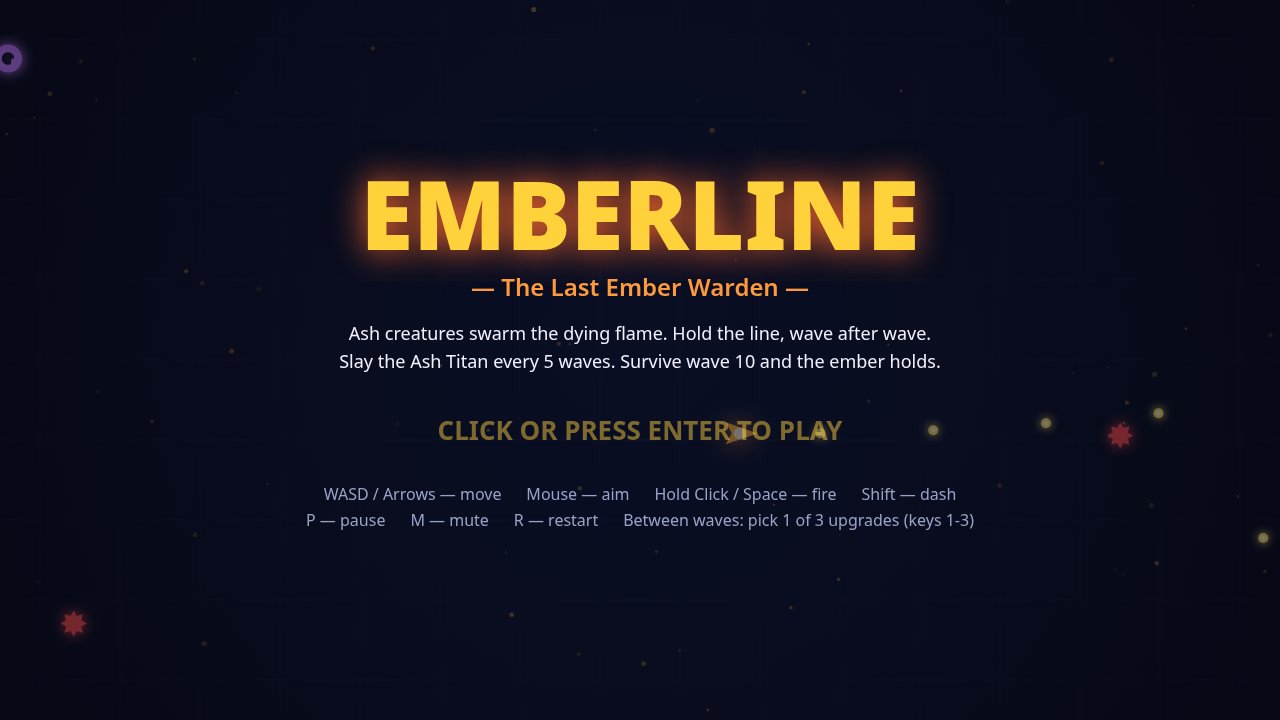 EMBERLINE
— The Last Ember Warden —
Ash creatures swarm the dying flame. Hold the line, wave after wave.
Slay the Ash Titan every 5 waves. Survive wave 10 and the ember holds.
CLICK OR PRESS ENTER TO PLAY
WASD / Arrows — move Mouse — aim Hold Click / Space — fire Shift — dash
P — pause M — mute R — restart Between waves: pick 1 of 3 upgrades (keys 1-3)